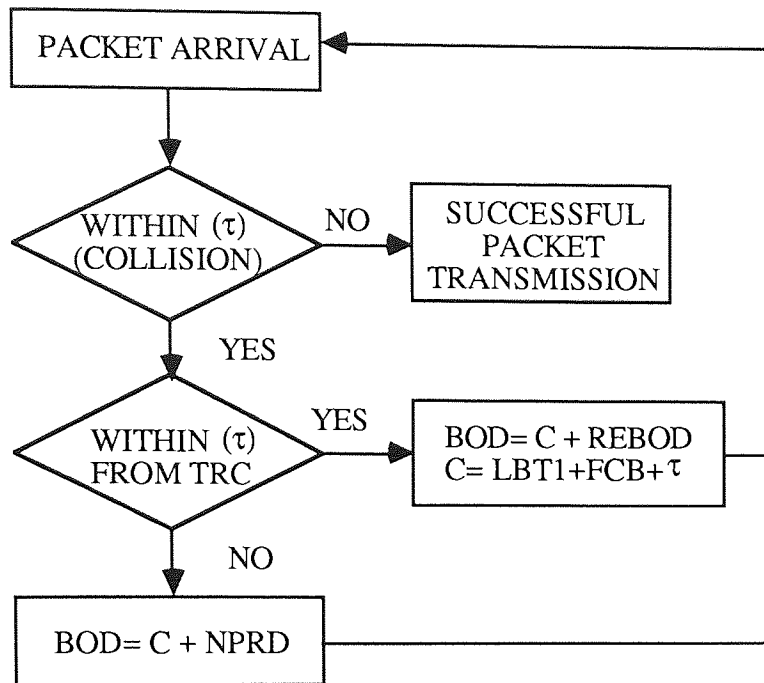 PACKET ARRIVAL
WITHIN (τ)
(COLLISION)
NO
SUCCESSFUL
PACKET
TRANSMISSION
YES
WITHIN (τ)
FROM TRC
YES
BOD= C + REBOD
C= LBT1+FCB+τ
NO
BOD= C + NPRD